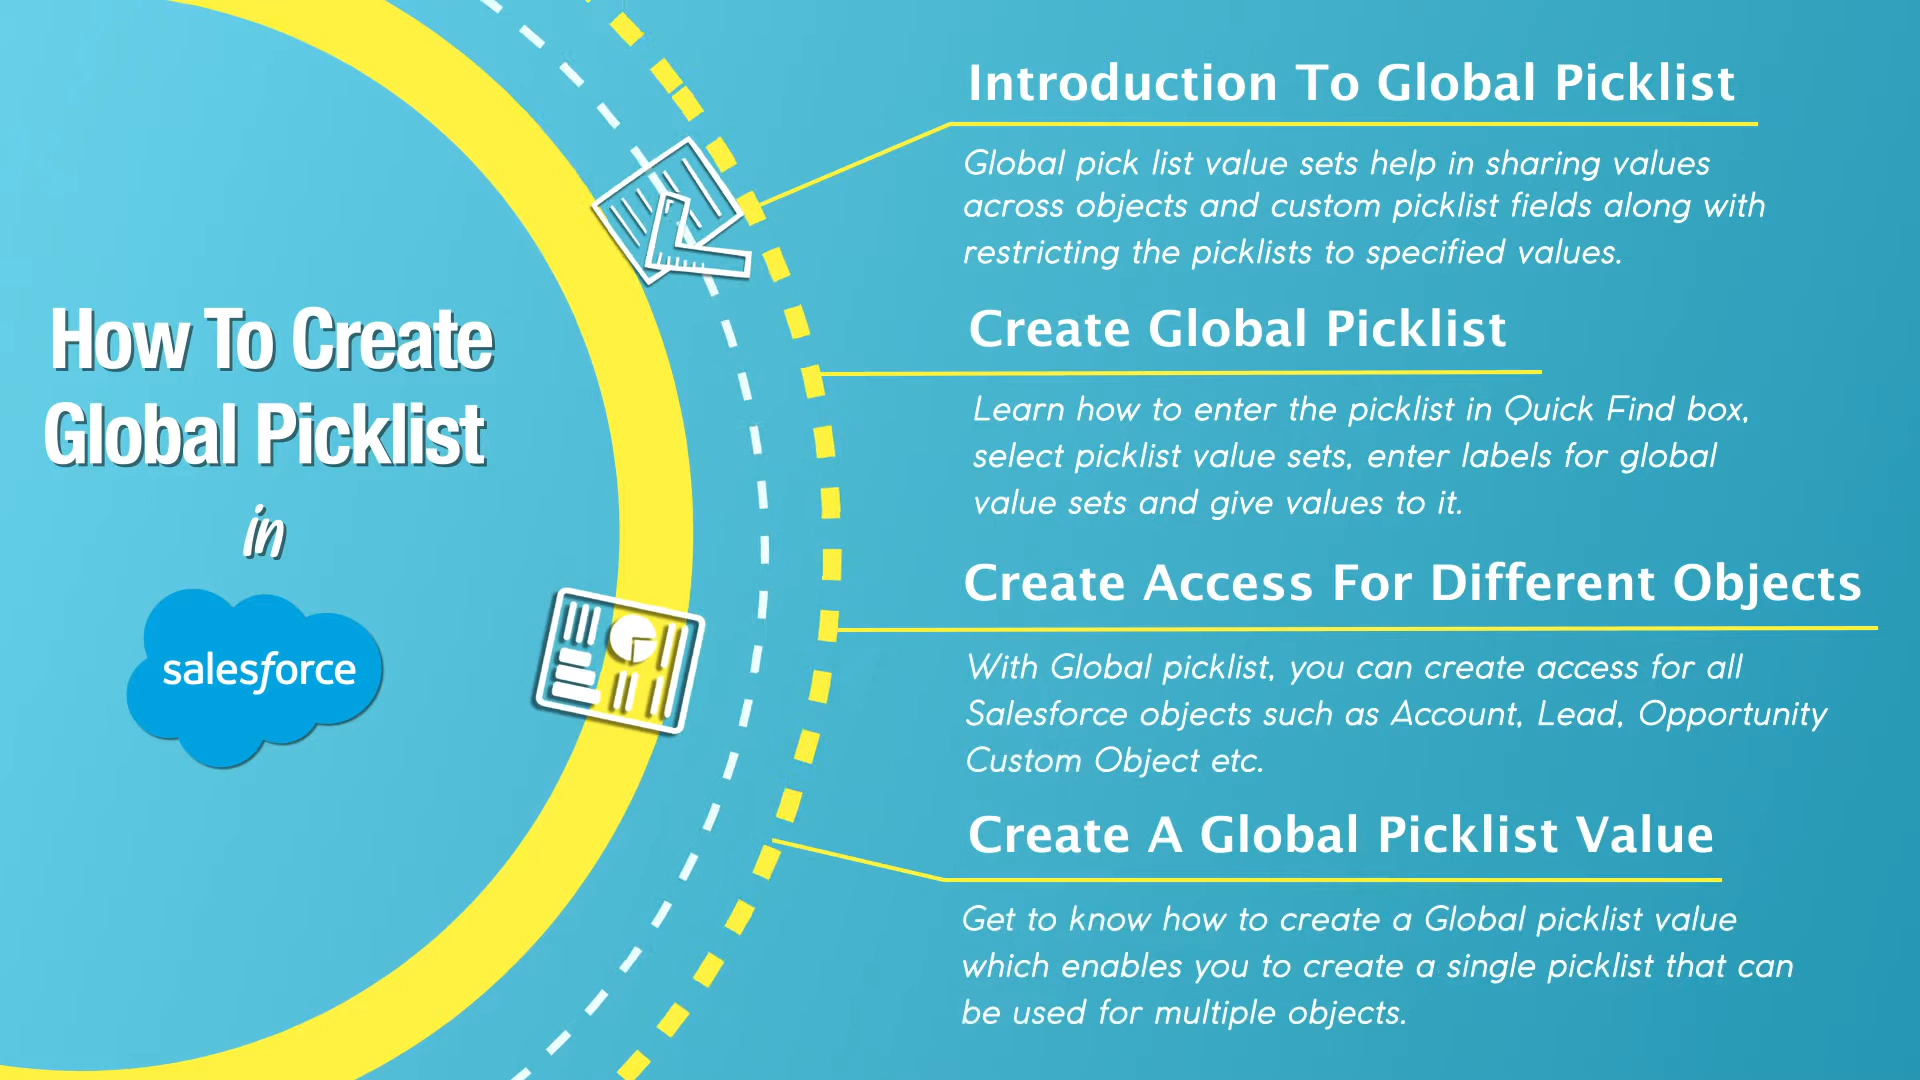 How To Create
Global Picklist
in
salesforce
Introduction To Global Picklist
Global pick list value sets help in sharing values
across objects and custom picklist fields along with
restricting the picklists to specified values.
Create Global Picklist
Learn how to enter the picklist in Quick Find box,
select picklist value sets, enter labels for global
value sets and give values to it.
Create Access For Different Objects
With Global picklist, you can create access for all
Salesforce objects such as Account, Lead, Opportunity
Custom Object etc.
Create A Global Picklist Value
Get to know how to create a Global picklist value
which enables you to create a single picklist that can
be used for multiple objects.